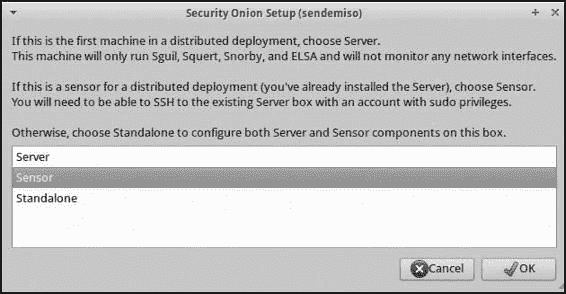 Security Onion Setup (sendemiso)
If this is the first machine in a distributed deployment, choose Server.
This machine will only run Sguil, Squert, Snorby, and ELSA and will not monitor any network interfaces.
If this is a sensor for a distributed deployment (you've already installed the Server), choose Sensor.
You will need to be able to SSH to the existing Server box with an account with sudo privileges.
Otherwise, choose Standalone to configure both Server and Sensor components on this box.
Server
Sensor
Standalone
Cancel
OK